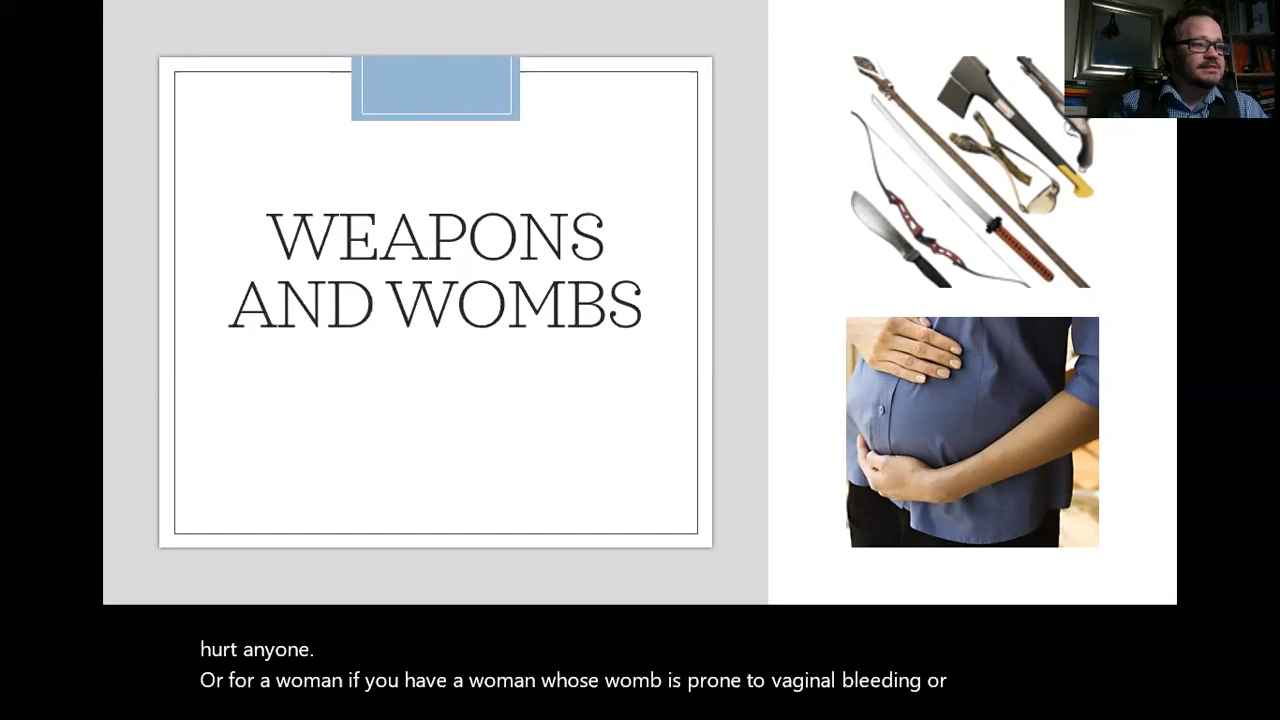 WEAPONS
AND WOMBS
hurt anyone.
Or for a woman if you have a woman whose womb is prone to vaginal bleeding or